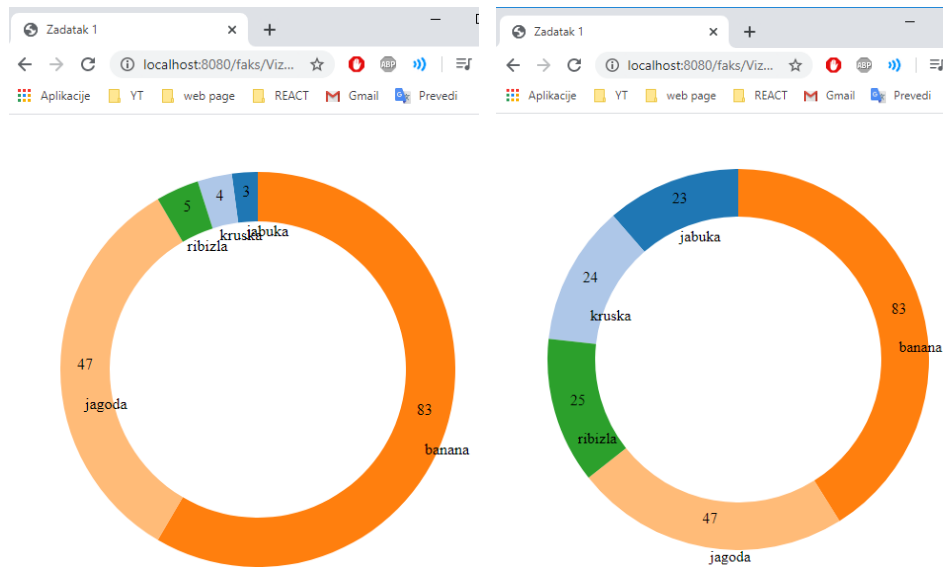 Zadatak 1
localhost:8080/faks/Viz...
ABP
Aplikacije YT web page REACT Gmail Prevedi
3
4
5
jabuka
kruska
ribizla
47
jagoda
83
banana
Zadatak 1
localhost:8080/faks/Viz...
ABP
Aplikacije YT web page REACT Gmail Prevedi
23
jabuka
24
kruska
83
banana
25
ribizla
47
jagoda